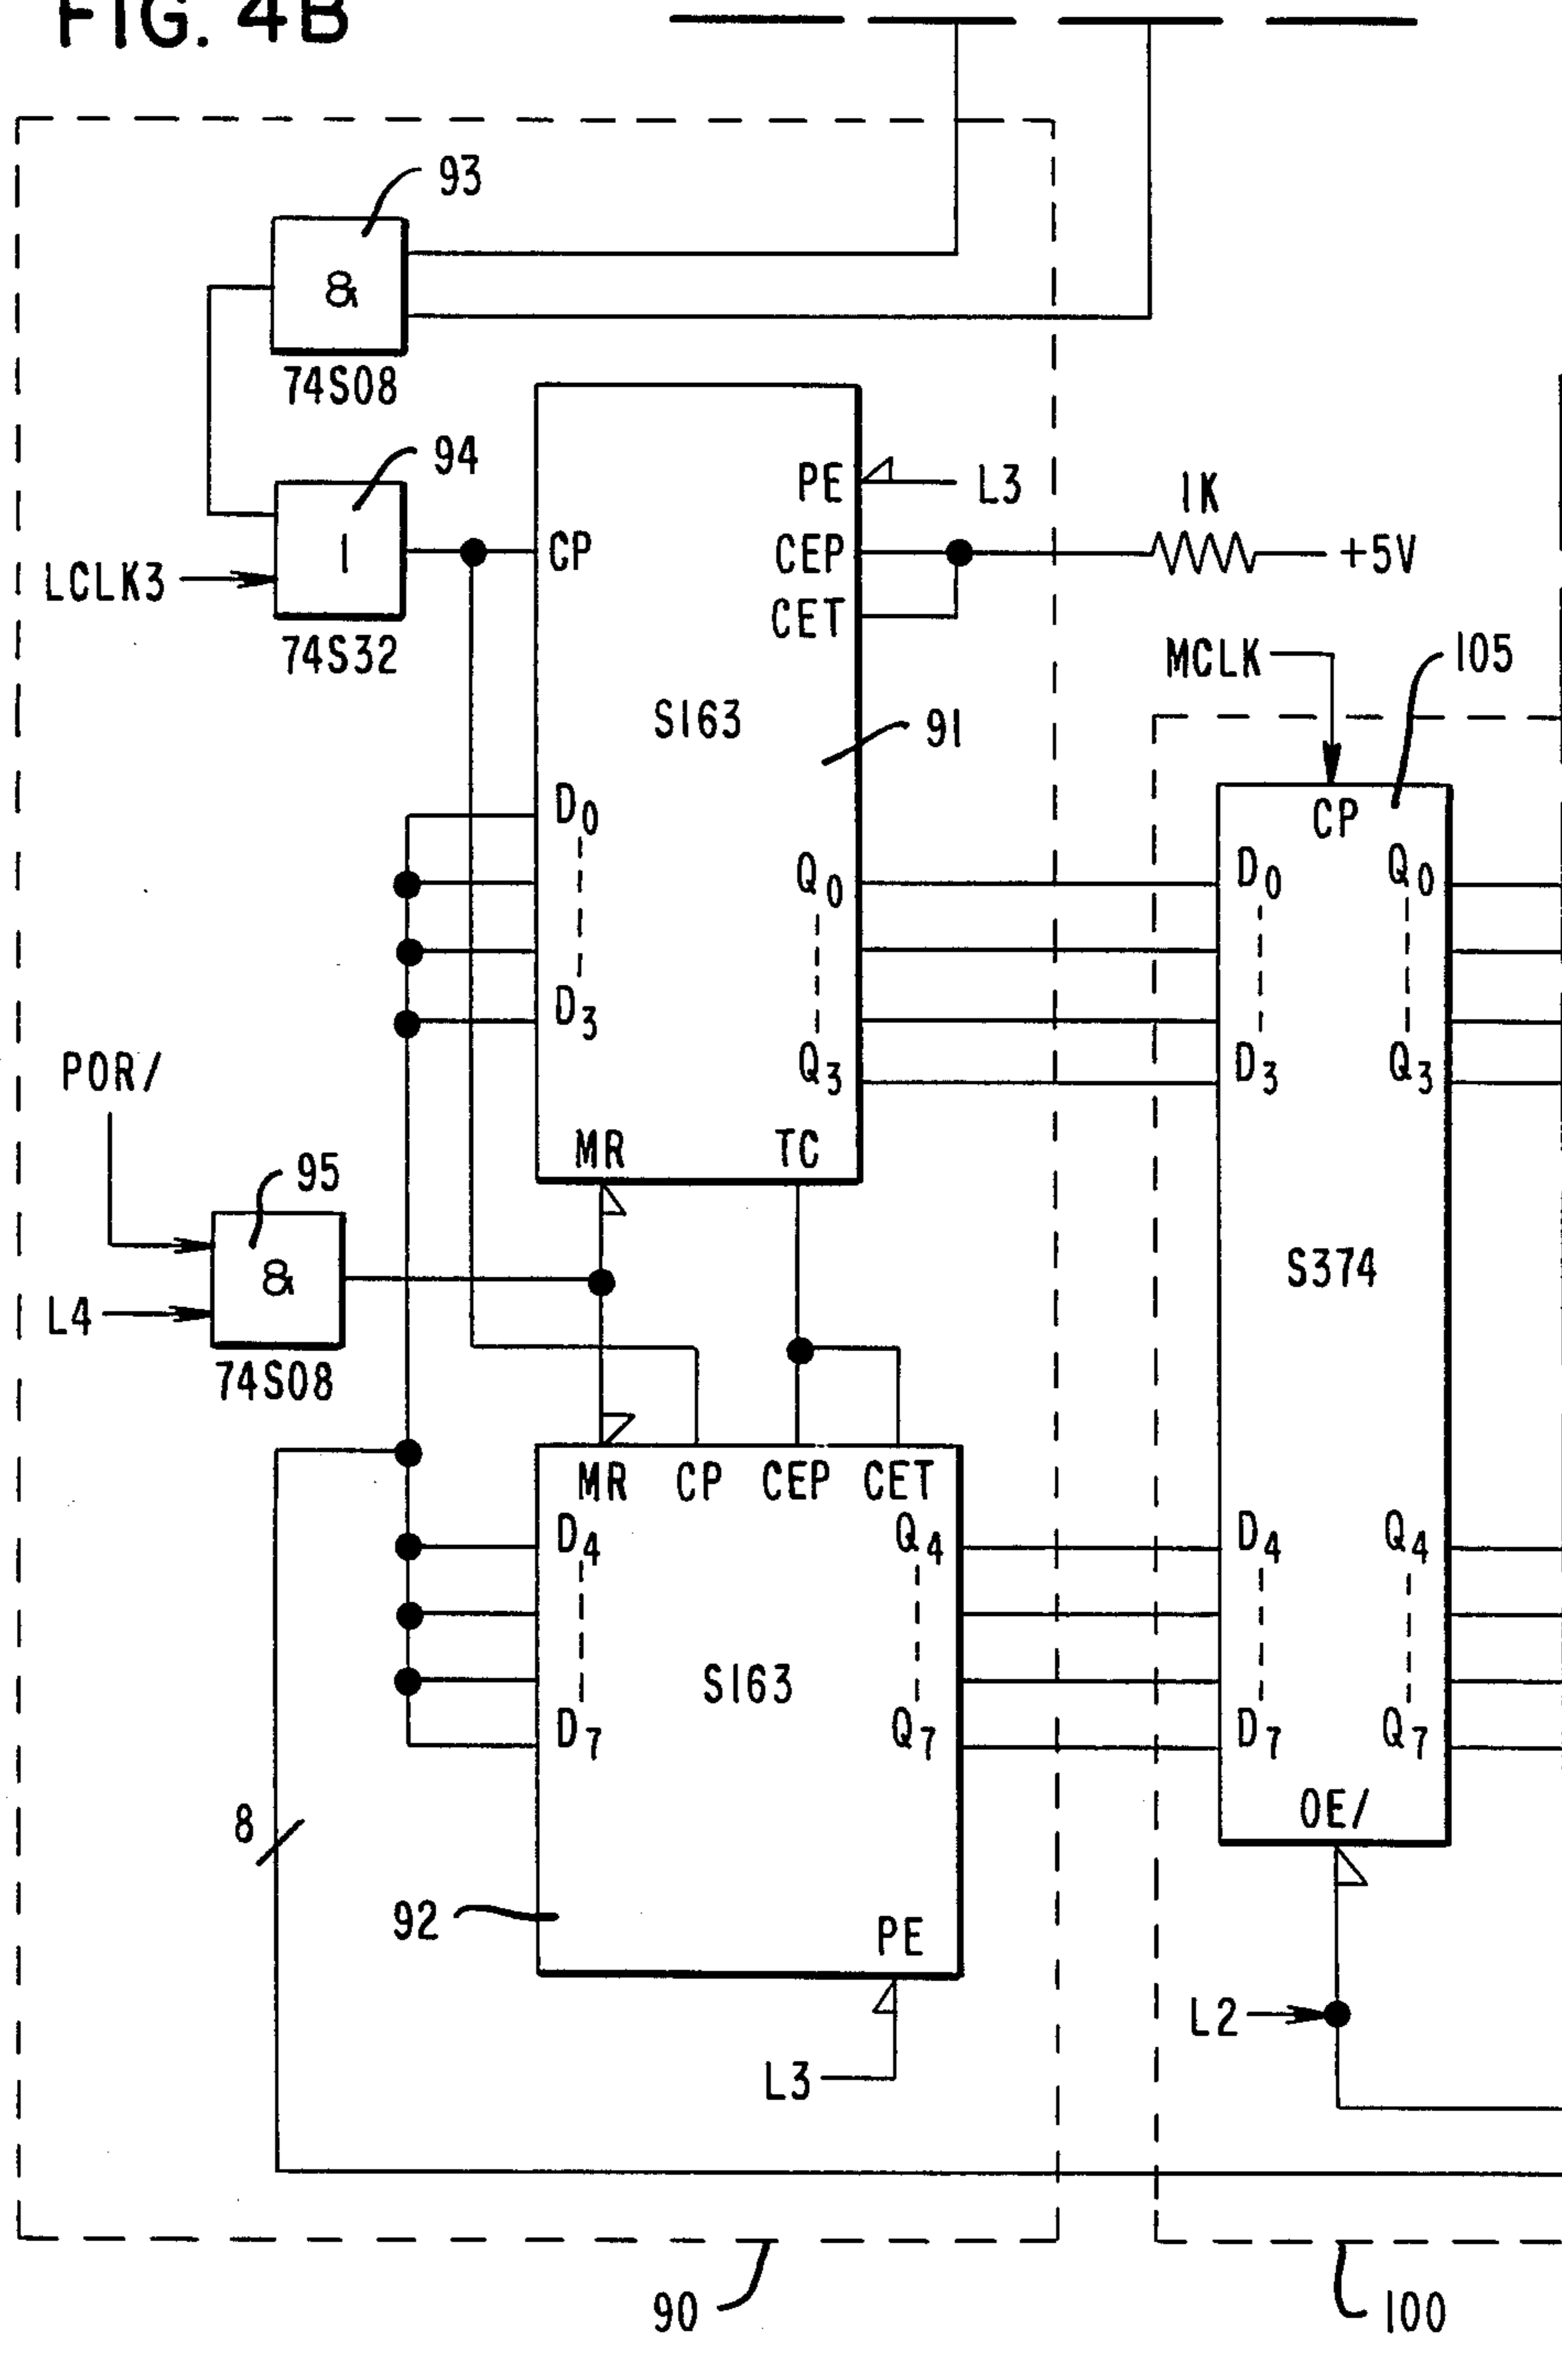 FIG. 4B
93
&
74S08
94
1
LCLK3
74S32
PE
L3
CP
CEP
CET
1K
+5V
MCLK
105
S163
91
CP
D0
D3
Q0
Q3
D0
Q0
D3
Q3
POR/
MR
TC
95
&
L4
74S08
S374
MR
CP
CEP
CET
D4
Q4
D7
Q7
S163
D4
Q4
D7
Q7
8
OE/
92
PE
L2
L3
90
100